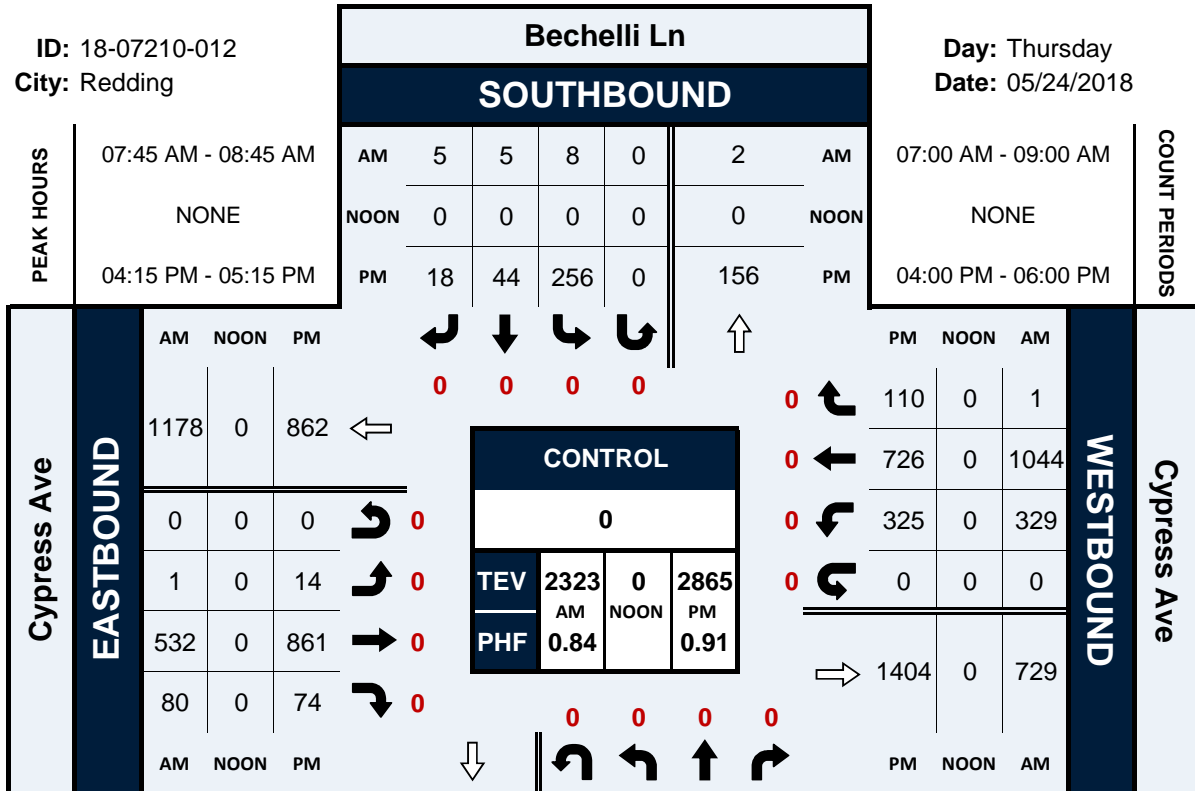 Bechelli Ln
ID: 18-07210-012
Day: Thursday
City: Redding
Date: 05/24/2018
SOUTHBOUND
PEAK HOURS
07:45 AM - 08:45 AM
AM 5 5 8 0 2 AM
07:00 AM - 09:00 AM
COUNT PERIODS
NONE
NOON 0 0 0 0 0 NOON
NONE
04:15 PM - 05:15 PM
PM 18 44 256 0 156 PM
04:00 PM - 06:00 PM
Cypress Ave
EASTBOUND
AM NOON PM
1178 0 862
0 0 0 0
1 0 14 0
532 0 861 0
80 0 74 0
AM NOON PM
0 0 0 0
CONTROL
0
TEV 2323 0 2865
AM NOON PM
PHF 0.84 0.91
0 0 0 0
PM NOON AM
0 110 0 1
0 726 0 1044
0 325 0 329
0 0 0 0
1404 0 729
PM NOON AM
WESTBOUND
Cypress Ave